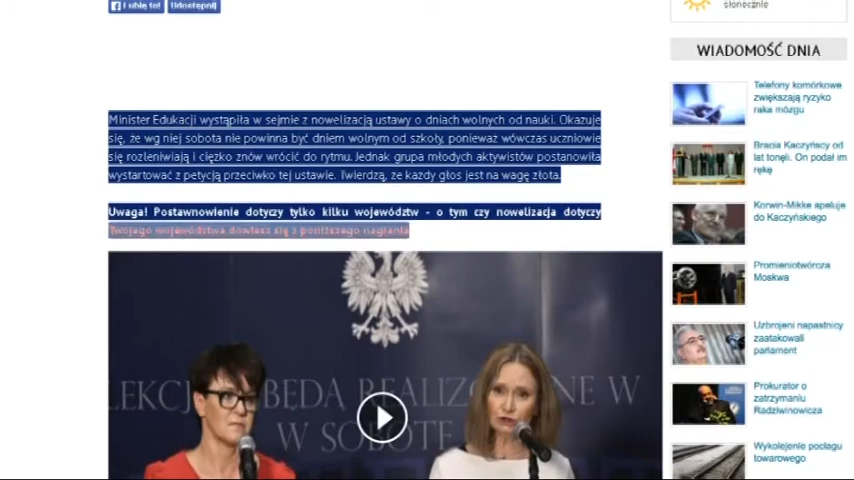 Lubię to! Udostępnij
słonecznie
WIADOMOŚĆ DNIA
Minister Edukacji wystąpiła w sejmie z nowelizacją ustawy o dniach wolnych od nauki. Okazuje
się, że wg niej sobota nie powinna być dniem wolnym od szkoły, ponieważ wówczas uczniowie
się rozleniwiają i ciężko znów wrócić do rytmu. Jednak grupa młodych aktywistów postanowiła
wystartować z petycją przeciwko tej ustawie. Twierdzą, że każdy głos jest na wagę złota.
Uwaga! Postawnowienie dotyczy tylko kilku województw - o tym czy nowelizacja dotyczy
Twojego województwa dowiesz się z poniższego nagrania
LEKCJ BĘDĄ REALIZO NE W
W SOBOTĘ
Telefony komórkowe
zwiększają ryzyko
raka mózgu
Bracia Kaczyńscy od
lat tonęli. On podał im
rękę
Korwin-Mikke apeluje
do Kaczyńskiego
Promieniotwórcza
Moskwa
Uzbrojeni napastnicy
zaatakowali
parlament
Prokurator o
zatrzymaniu
Radziwinowicza
Wykolejenie pociągu
towarowego